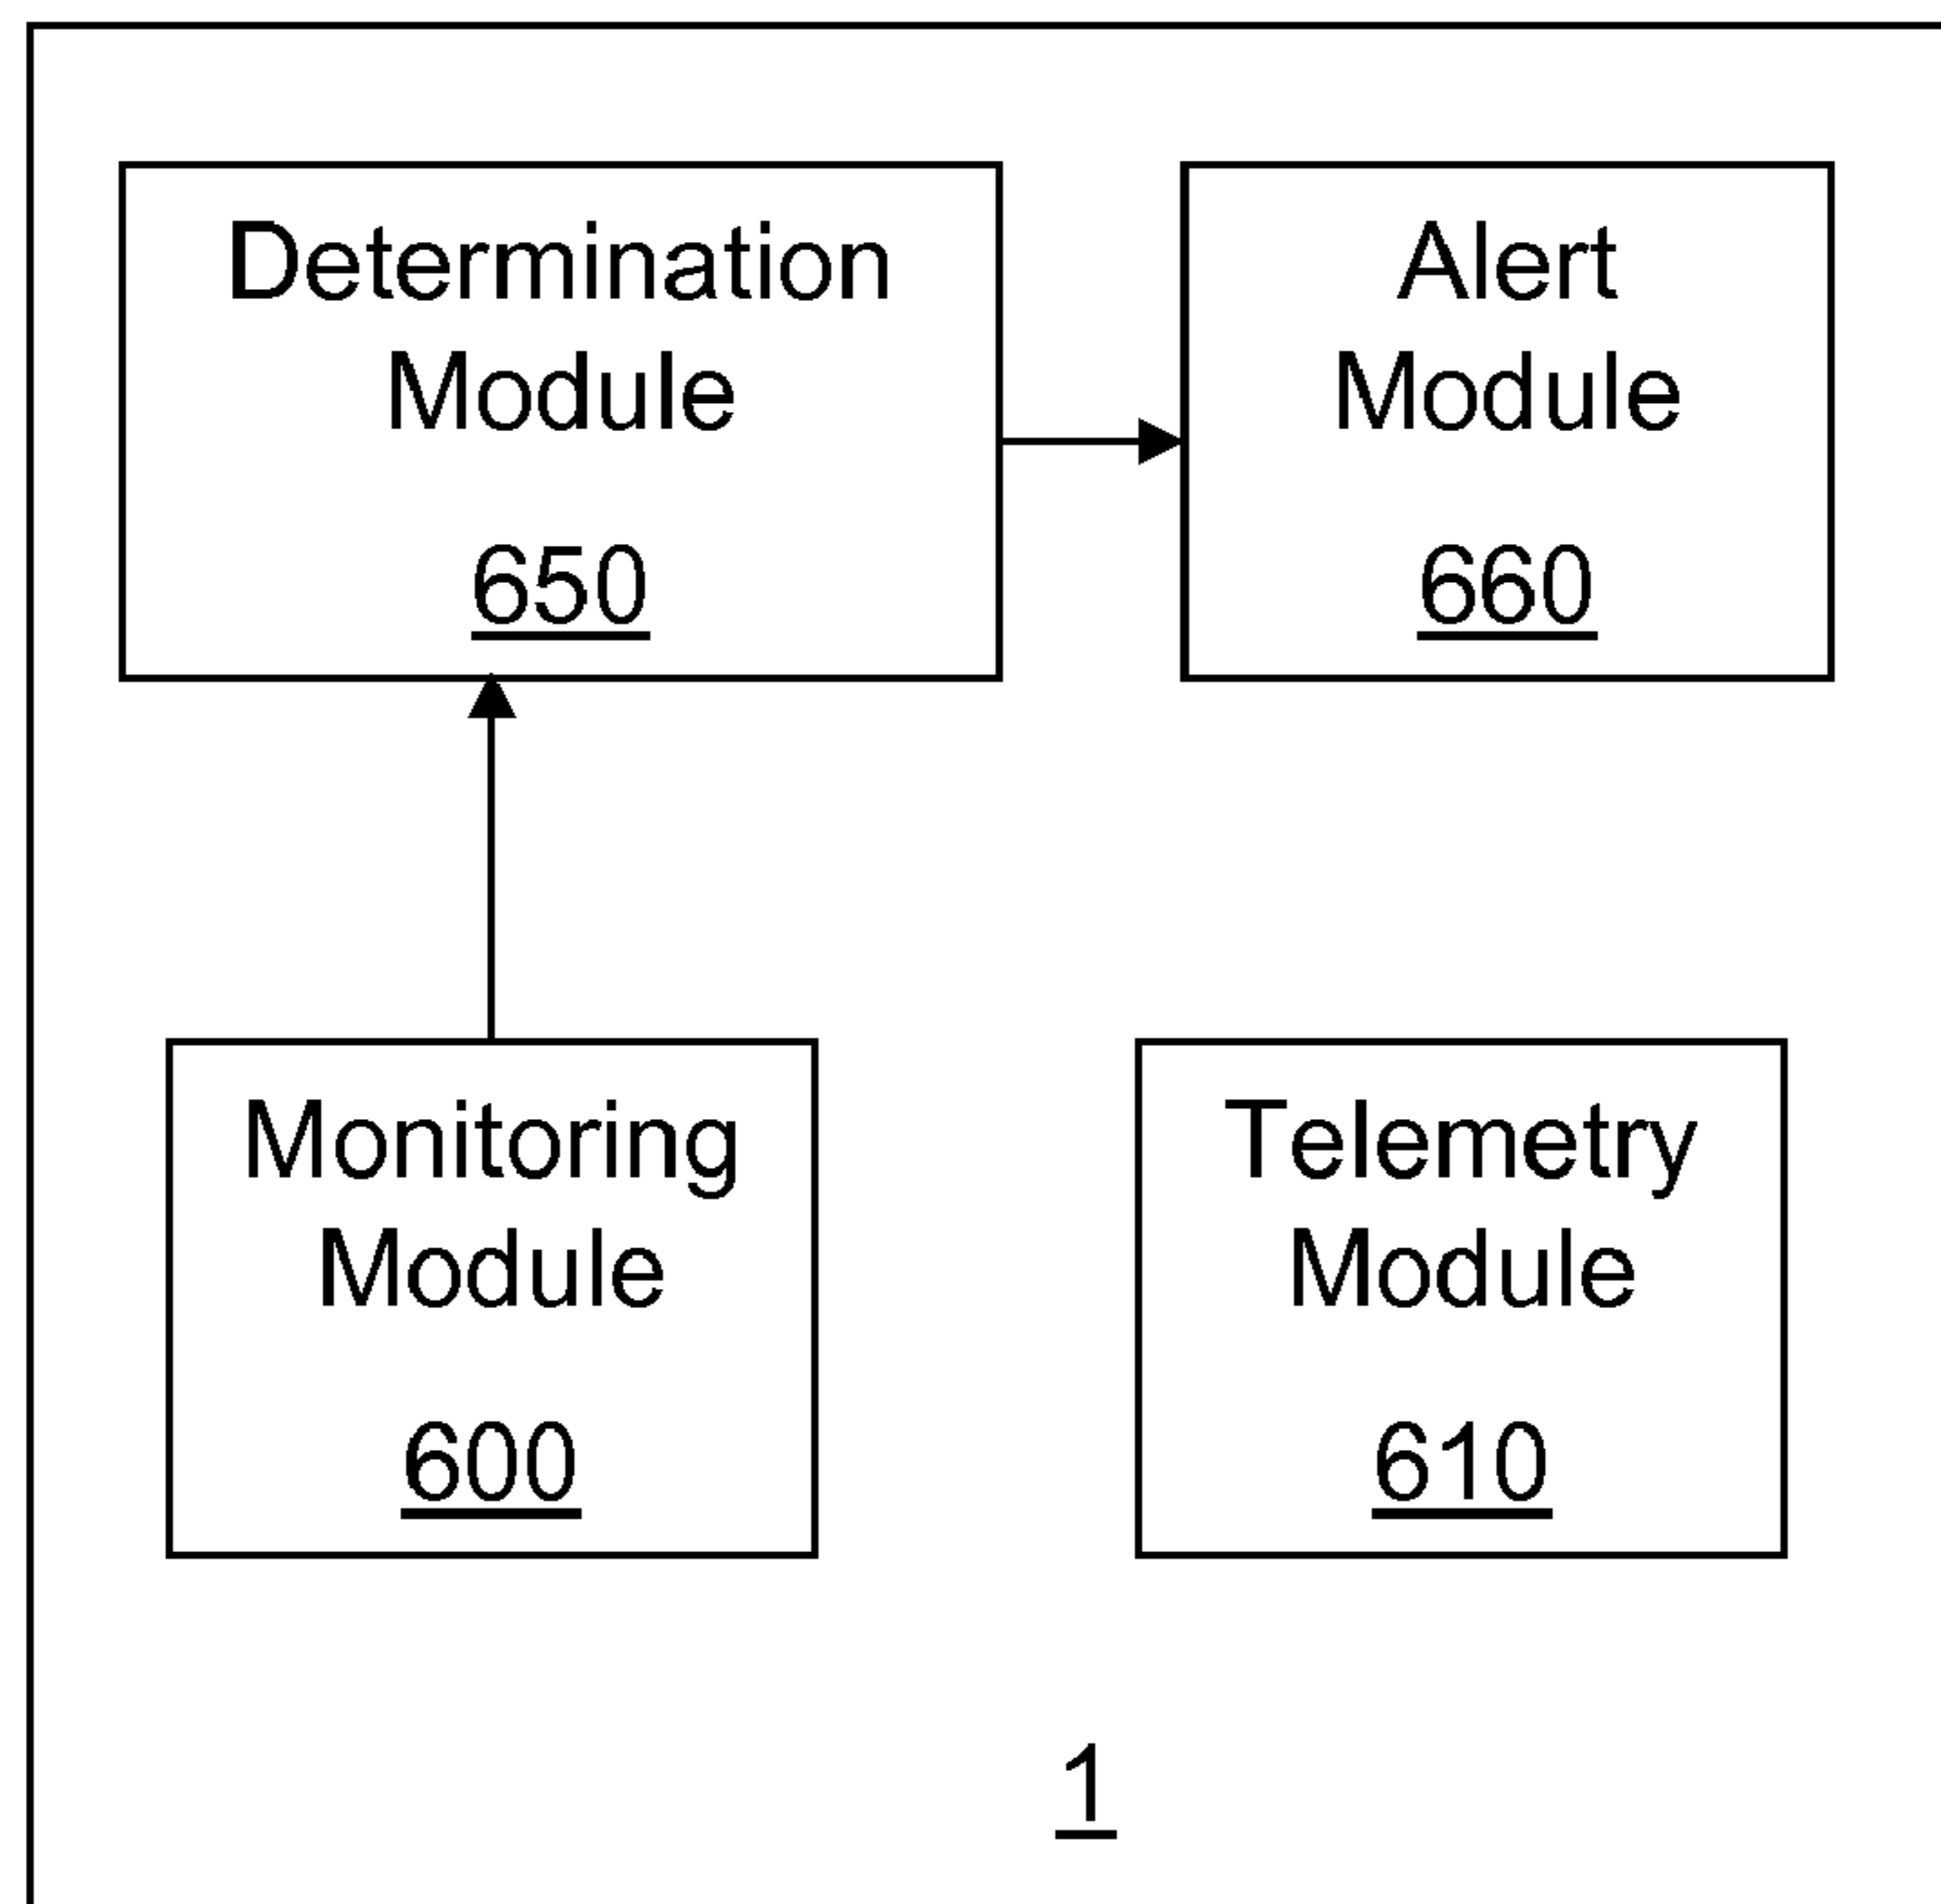 Determination
Module
650
Alert
Module
660
Monitoring
Module
600
Telemetry
Module
610
1